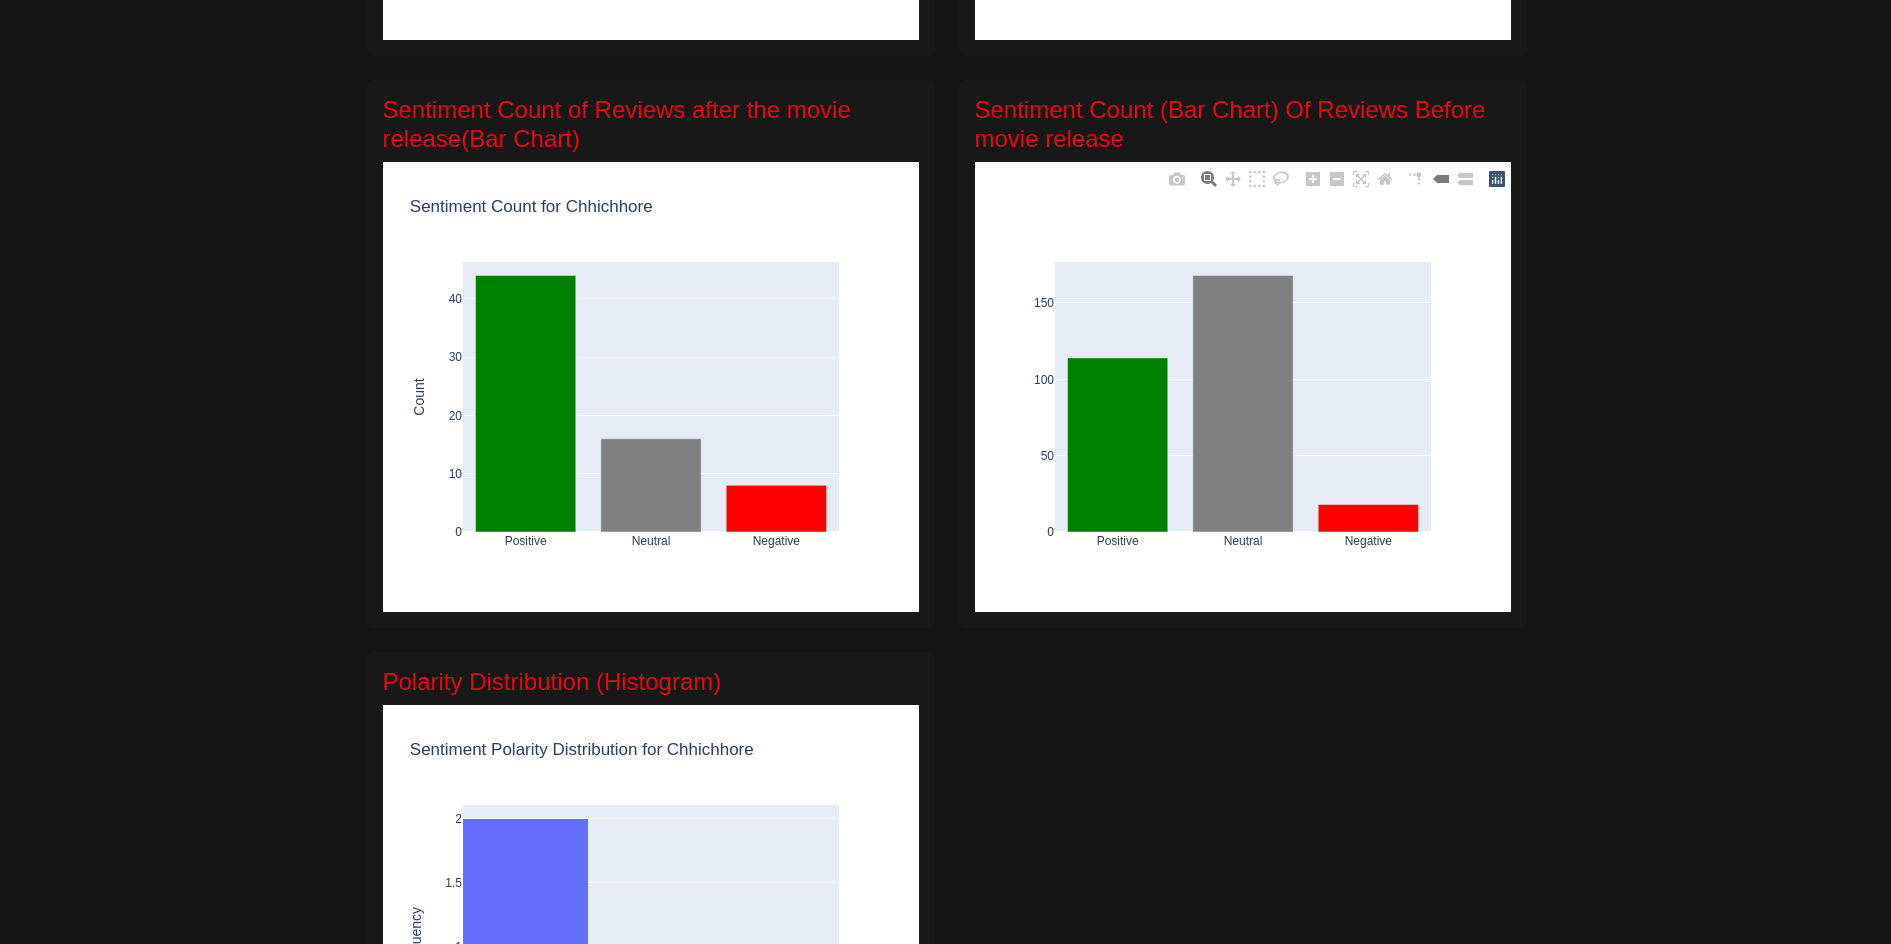 Sentiment Count of Reviews after the movie
release(Bar Chart)
Sentiment Count for Chhichhore
Count
40
30
20
10
0
Positive Neutral Negative
Sentiment Count (Bar Chart) Of Reviews Before
movie release
150
100
50
0
Positive Neutral Negative
Polarity Distribution (Histogram)
Sentiment Polarity Distribution for Chhichhore
2
1.5
uency